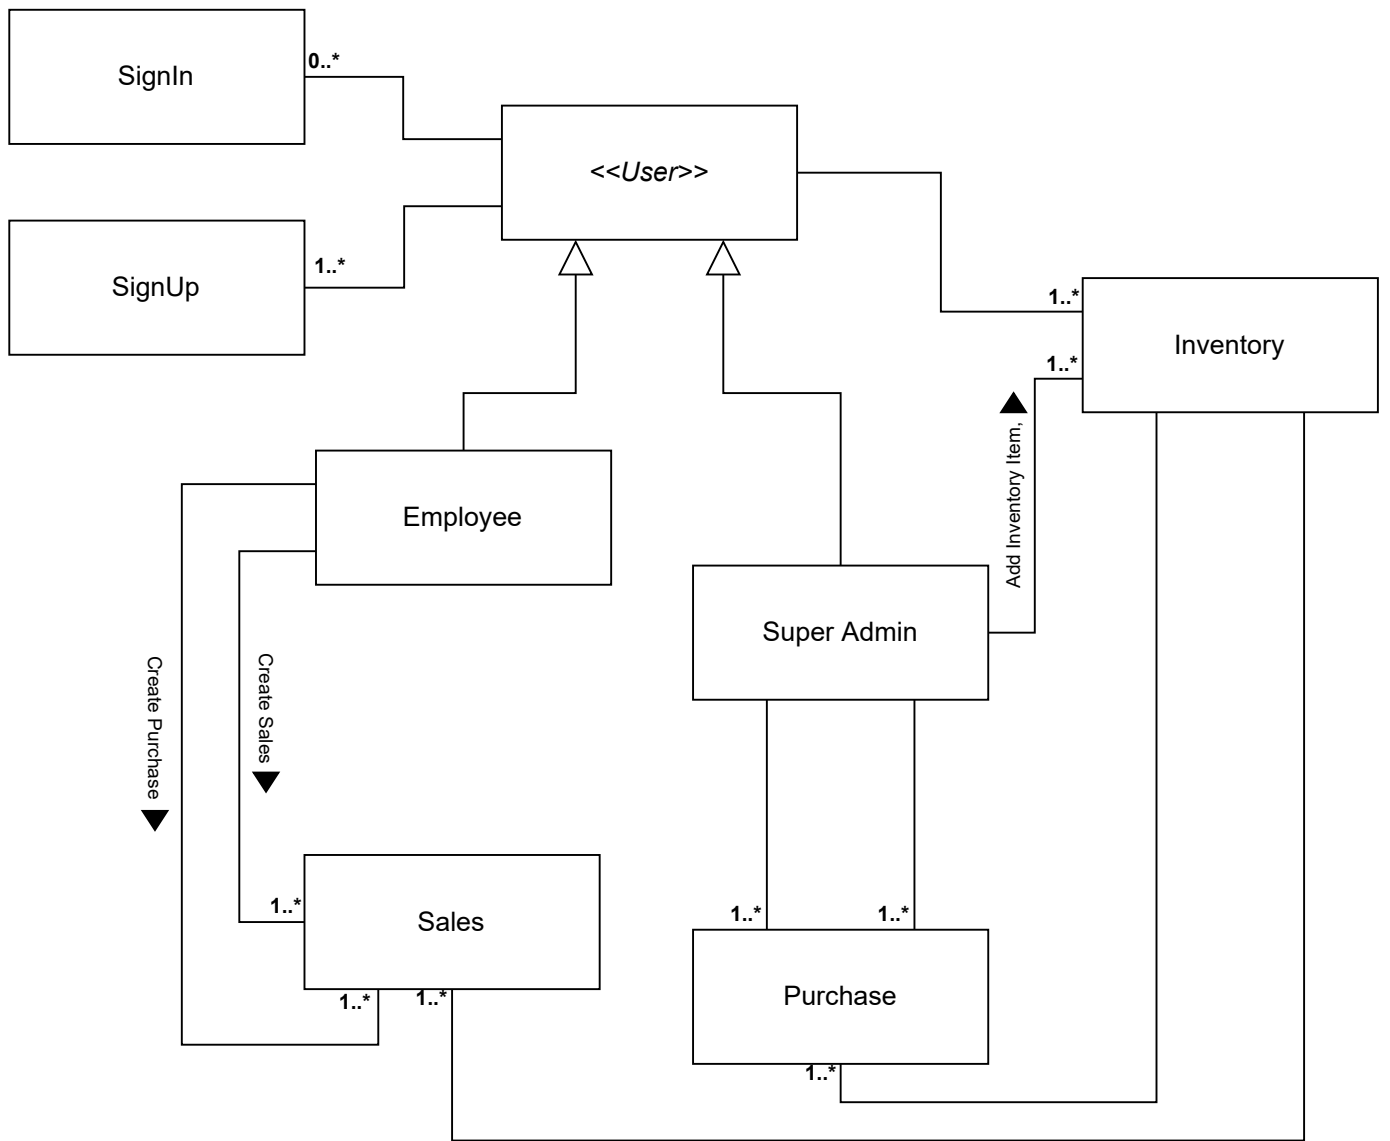 SignIn
0..*
<<User>>
SignUp
1..*
1..*
Inventory
1..*
Add Inventory Item,
Employee
Super Admin
Create Purchase
Create Sales
1..*
Sales
1..*
1..*
1..*
1..*
Purchase
1..*